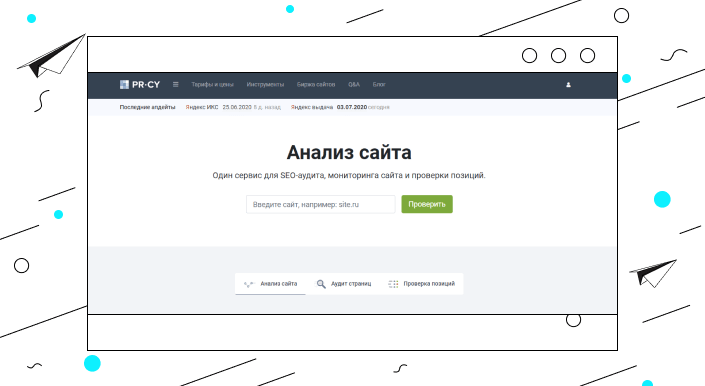 PR-CY Тарифы и цены Инструменты Биржа сайтов Q&A Блог
Последние апдейты Яндекс ИКС 25.06.2020 8 д. назад Яндекс выдача 03.07.2020 сегодня
Анализ сайта
Один сервис для SEO-аудита, мониторинга сайта и проверки позиций.
Введите сайт, например: site.ru Проверить
Анализ сайта Аудит страниц Проверка позиций